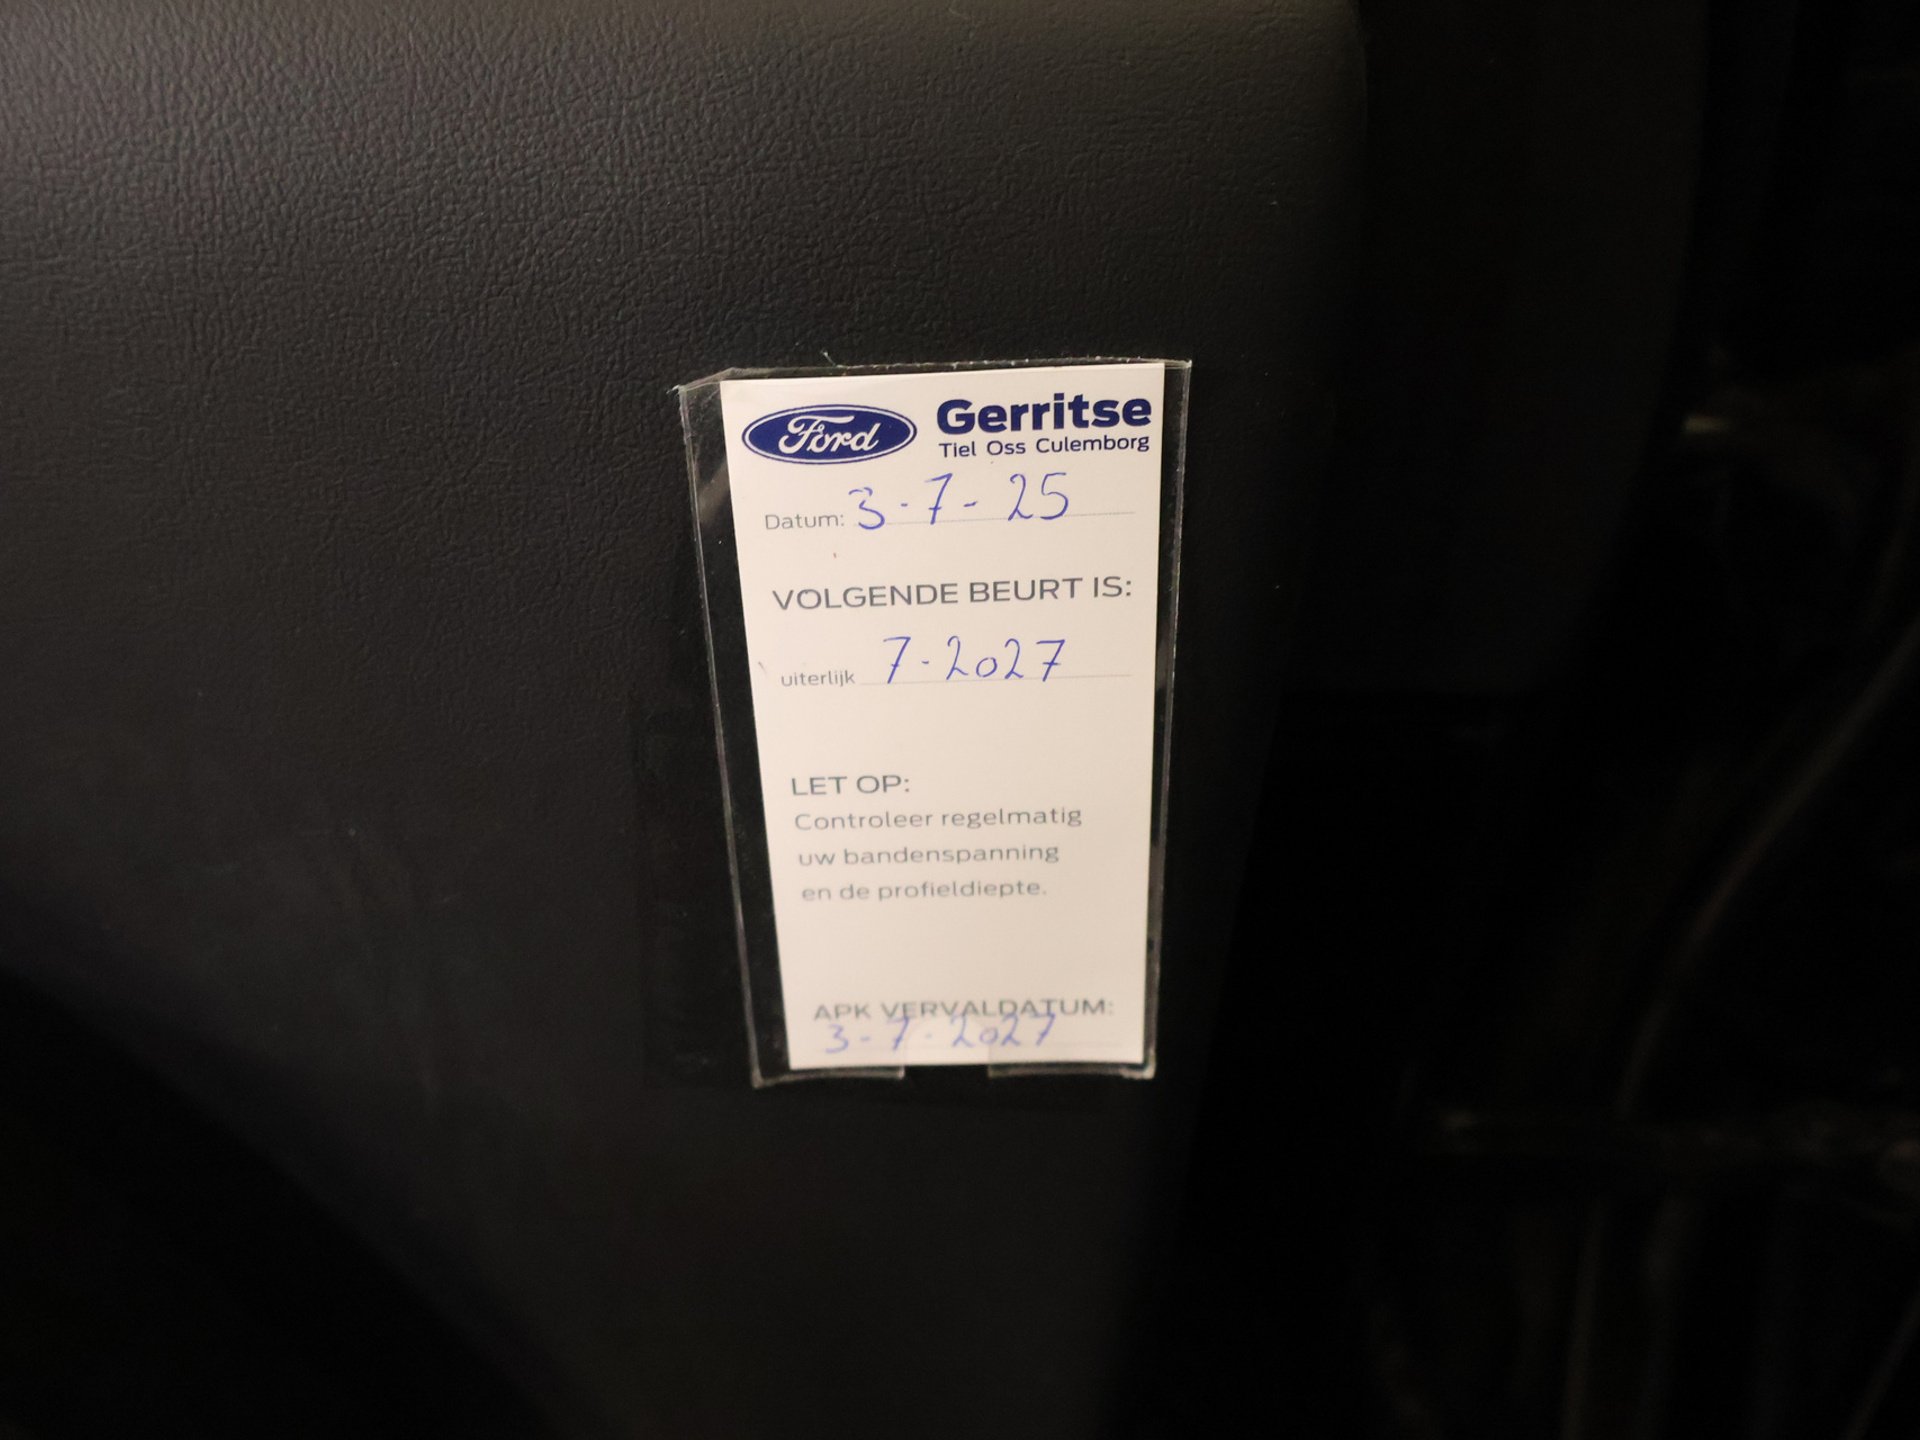 Ford
Gerritse
Tiel Oss Culemborg
Datum: 3-7-25
VOLGENDE BEURT IS:
uiterlijk 7-2027
LET OP:
Controleer regelmatig
uw bandenspanning
en de profieldiepte.
APK VERVALDATUM:
3-7-2027